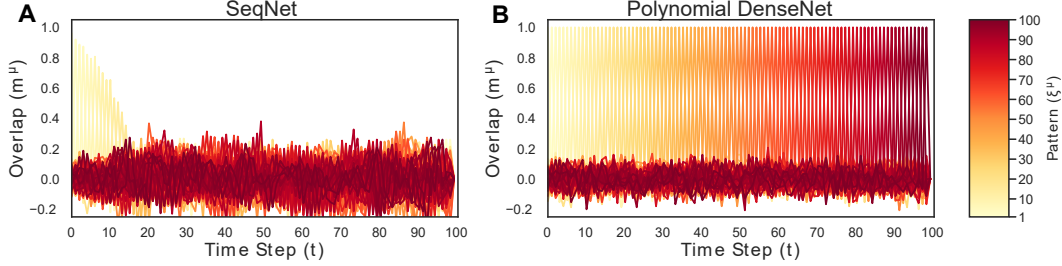 A
SeqNet
Overlap (m μ)
1.0
0.8
0.6
0.4
0.2
0.0
−0.2
0 10 20 30 40 50 60 70 80 90 100
Time Step (t)
B
Polynomial DenseNet
Overlap (m μ)
1.0
0.8
0.6
0.4
0.2
0.0
−0.2
0 10 20 30 40 50 60 70 80 90 100
Time Step (t)
100
90
80
70
60
50
40
30
20
10
1
Pattern (ξ μ)